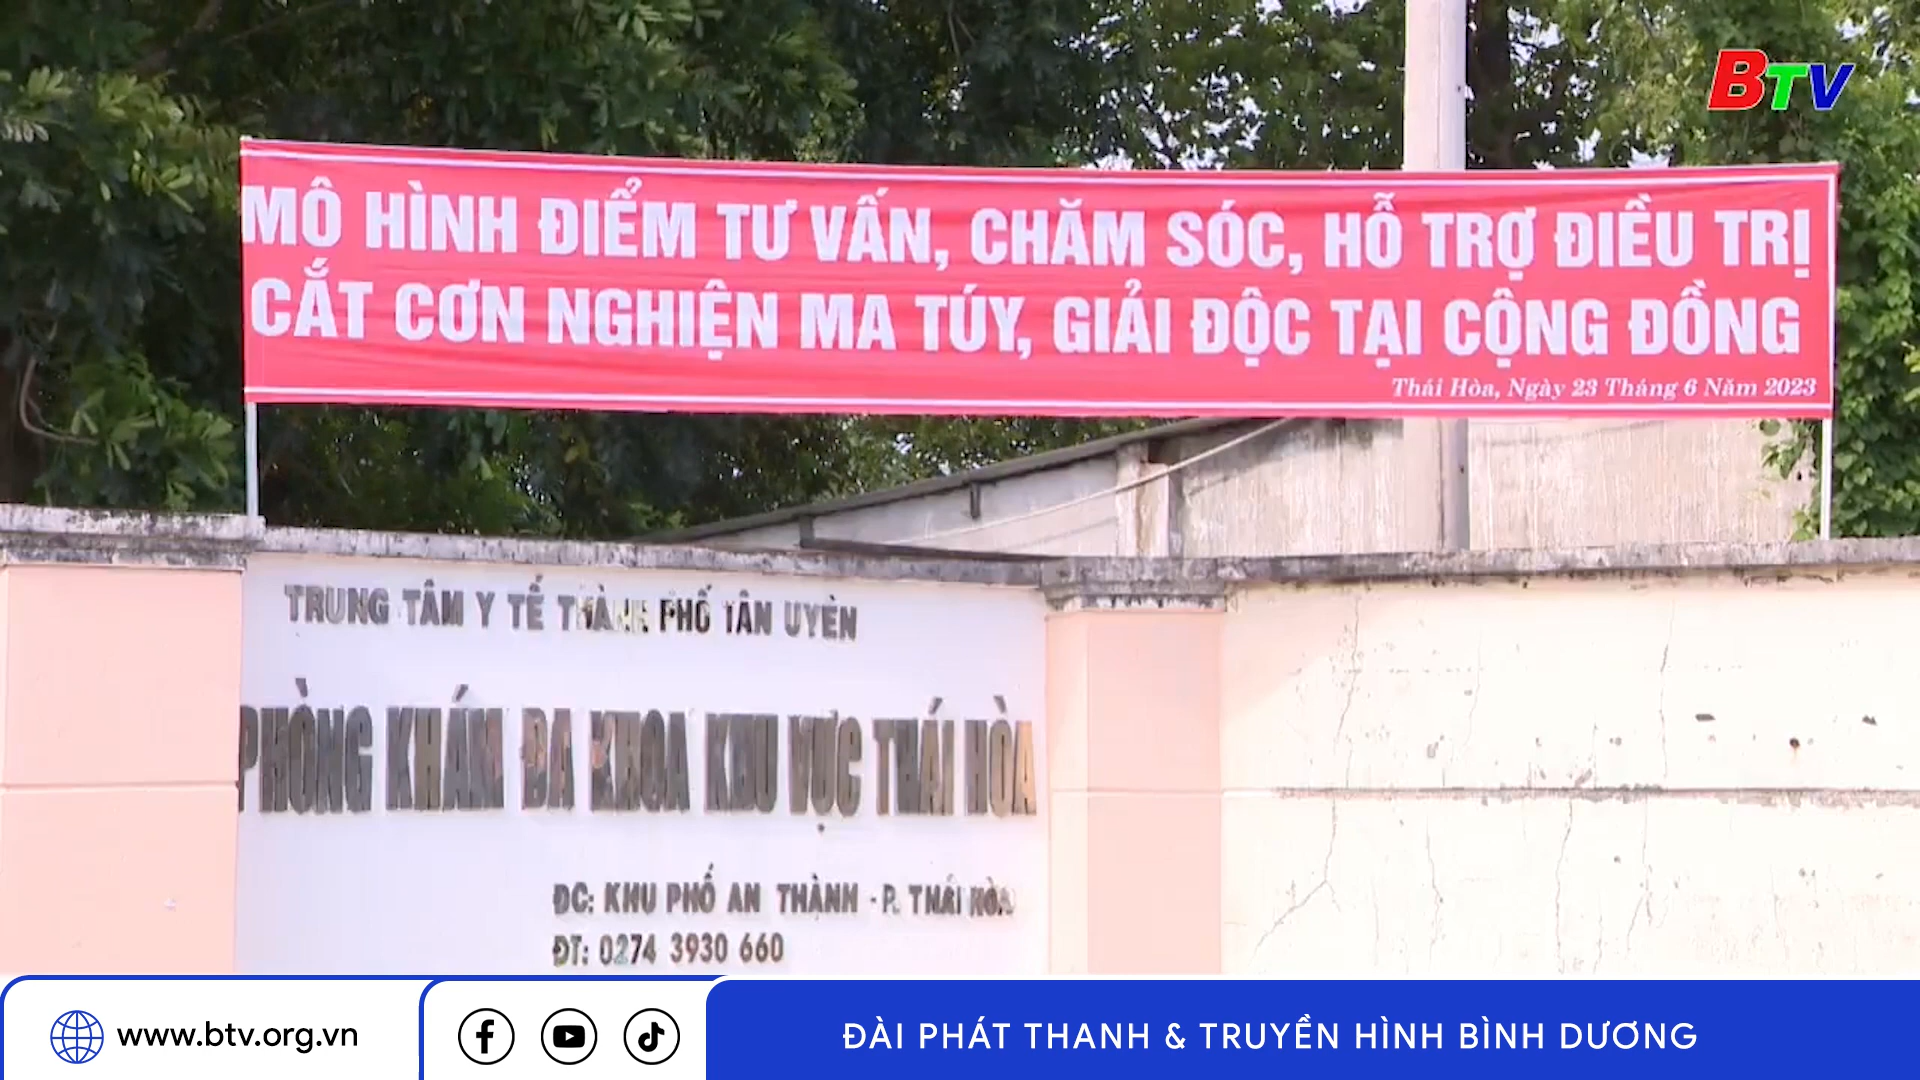 BTV
MÔ HÌNH ĐIỂM TƯ VẤN, CHĂM SÓC, HỖ TRỢ ĐIỀU TRỊ
CẮT CƠN NGHIỆN MA TÚY, GIẢI ĐỘC TẠI CỘNG ĐỒNG
Thái Hòa, Ngày 23 Tháng 6 Năm 2023
TRUNG TÂM Y TẾ THÀNH PHỐ TÂN UYÊN
PHÒNG KHÁM ĐA KHOA KHU VỰC THÁI HÒA
ĐC: KHU PHỐ AN THÀNH - P. THÁI HÒA
ĐT: 0274 3930 660
www.btv.org.vn
ĐÀI PHÁT THANH & TRUYỀN HÌNH BÌNH DƯƠNG